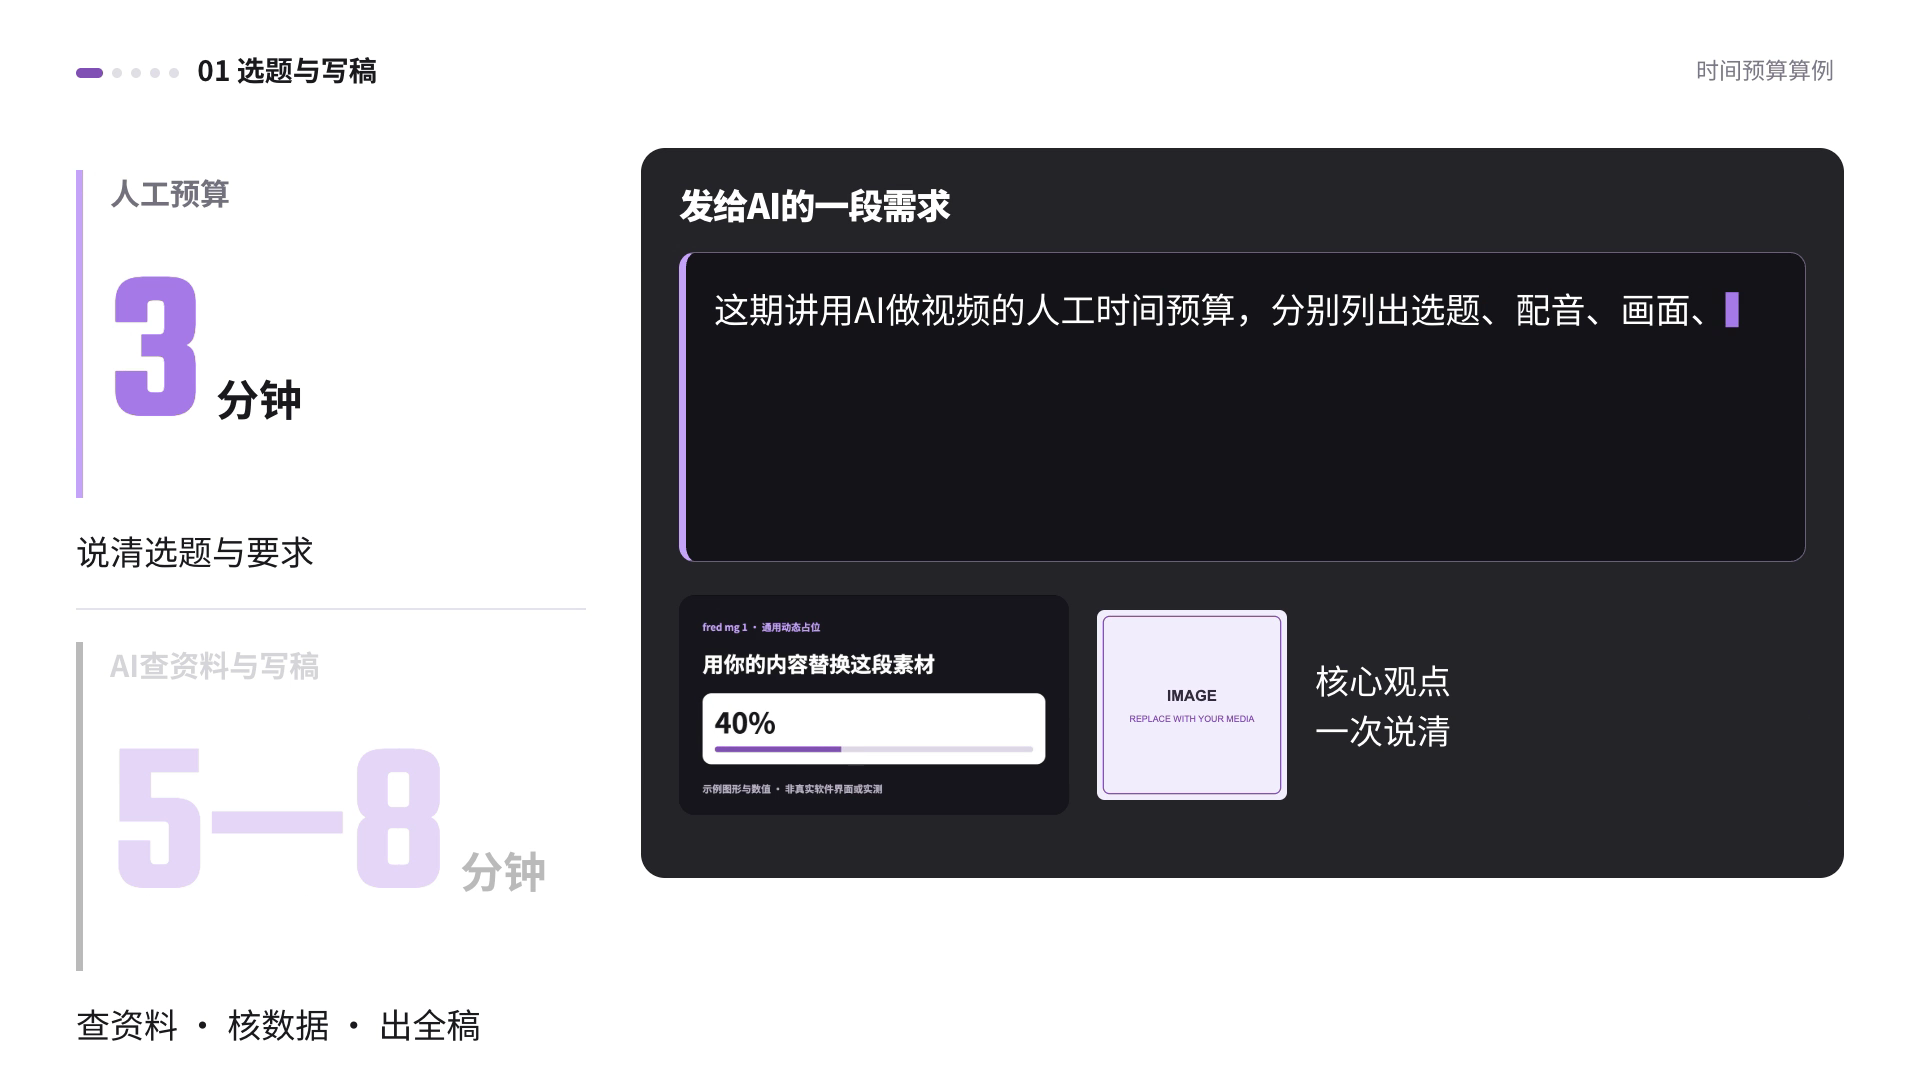 01 选题与写稿
时间预算算例
人工预算
3 分钟
说清选题与要求
AI查资料与写稿
5—8 分钟
查资料 · 核数据 · 出全稿
发给AI的一段需求
这期讲用AI做视频的人工时间预算，分别列出选题、配音、画面、
fred mg 1 · 通用动态占位
用你的内容替换这段素材
40%
示例图形与数值 · 非真实软件界面或实测
IMAGE
REPLACE WITH YOUR MEDIA
核心观点
一次说清